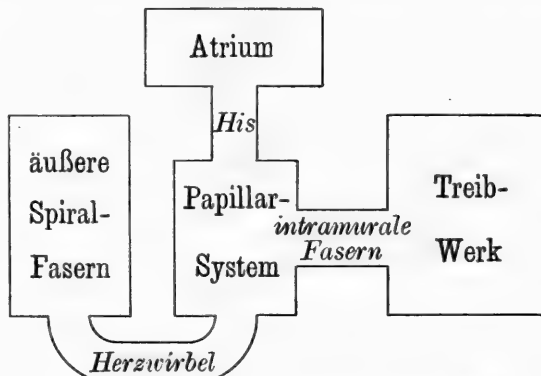 Atrium
His
äußere
Spiral-
Fasern
Papillar-
System
intramurale
Fasern
Treib-
Werk
Herzwirbel